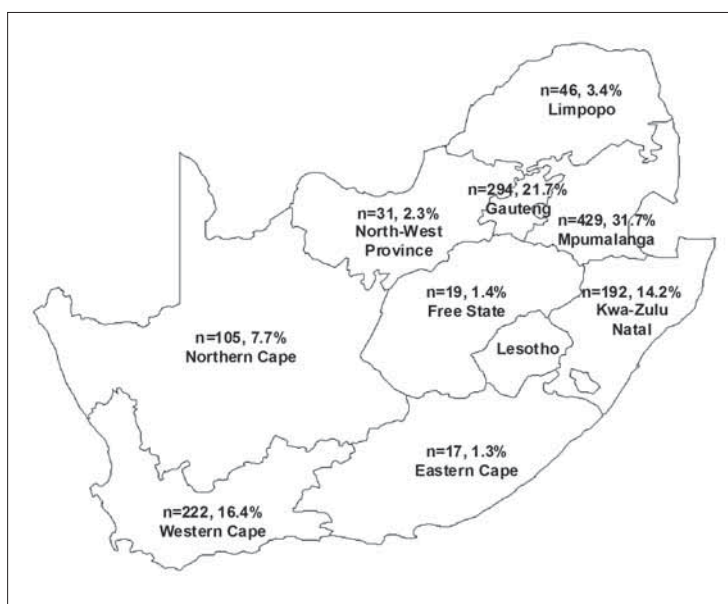 n=46, 3.4%
Limpopo
n=294, 21.7%
Gauteng
n=31, 2.3%
North-West
Province
n=429, 31.7%
Mpumalanga
n=19, 1.4%
Free State
n=192, 14.2%
Kwa-Zulu
Natal
n=105, 7.7%
Northern Cape
Lesotho
n=17, 1.3%
Eastern Cape
n=222, 16.4%
Western Cape